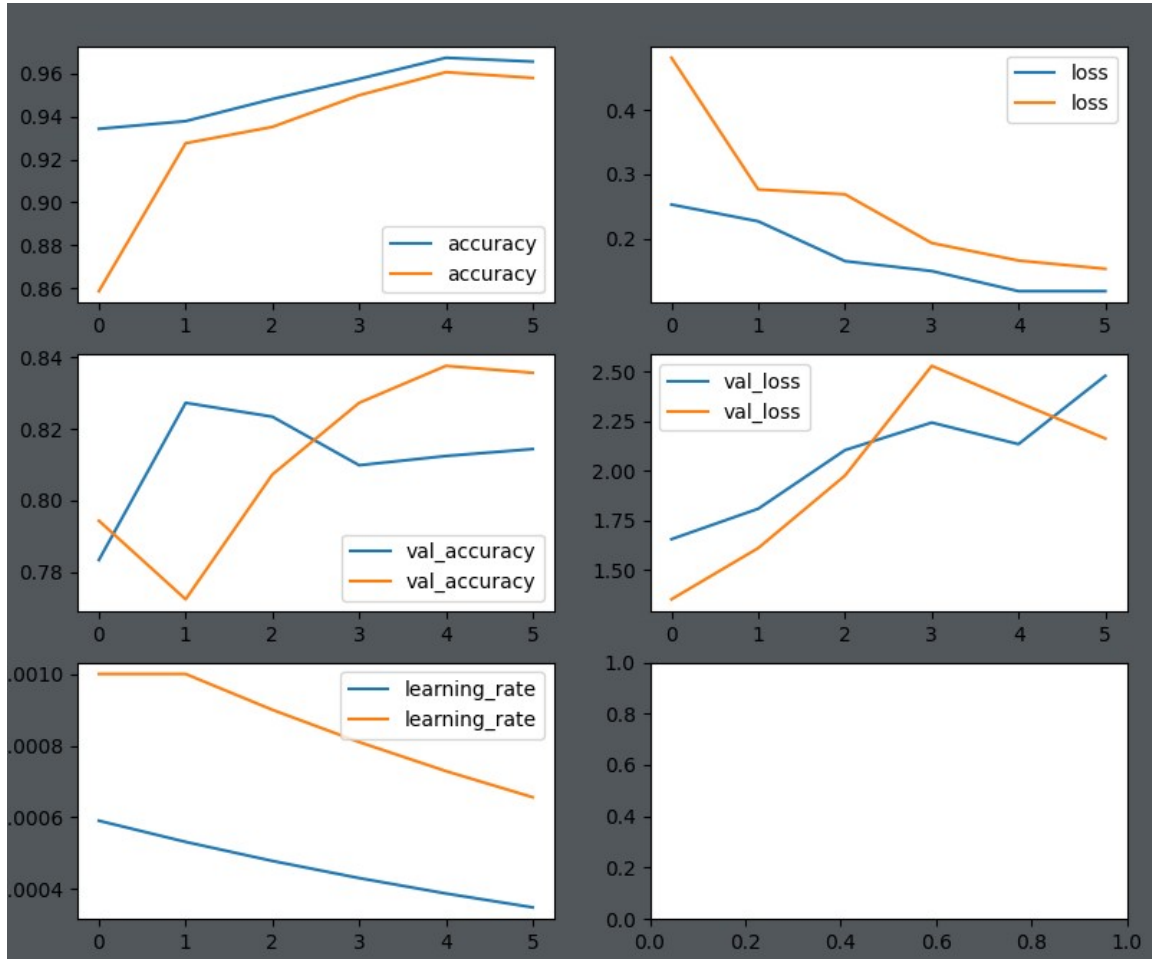 0.96
0.94
0.92
0.90
0.88
0.86
accuracy
accuracy
0 1 2 3 4 5
0.4
0.3
0.2
loss
loss
0 1 2 3 4 5
0.84
0.82
0.80
0.78
val_accuracy
val_accuracy
0 1 2 3 4 5
2.50
2.25
2.00
1.75
1.50
val_loss
val_loss
0 1 2 3 4 5
.0010
.0008
.0006
.0004
learning_rate
learning_rate
0 1 2 3 4 5
1.0
0.8
0.6
0.4
0.2
0.0
0.0 0.2 0.4 0.6 0.8 1.0